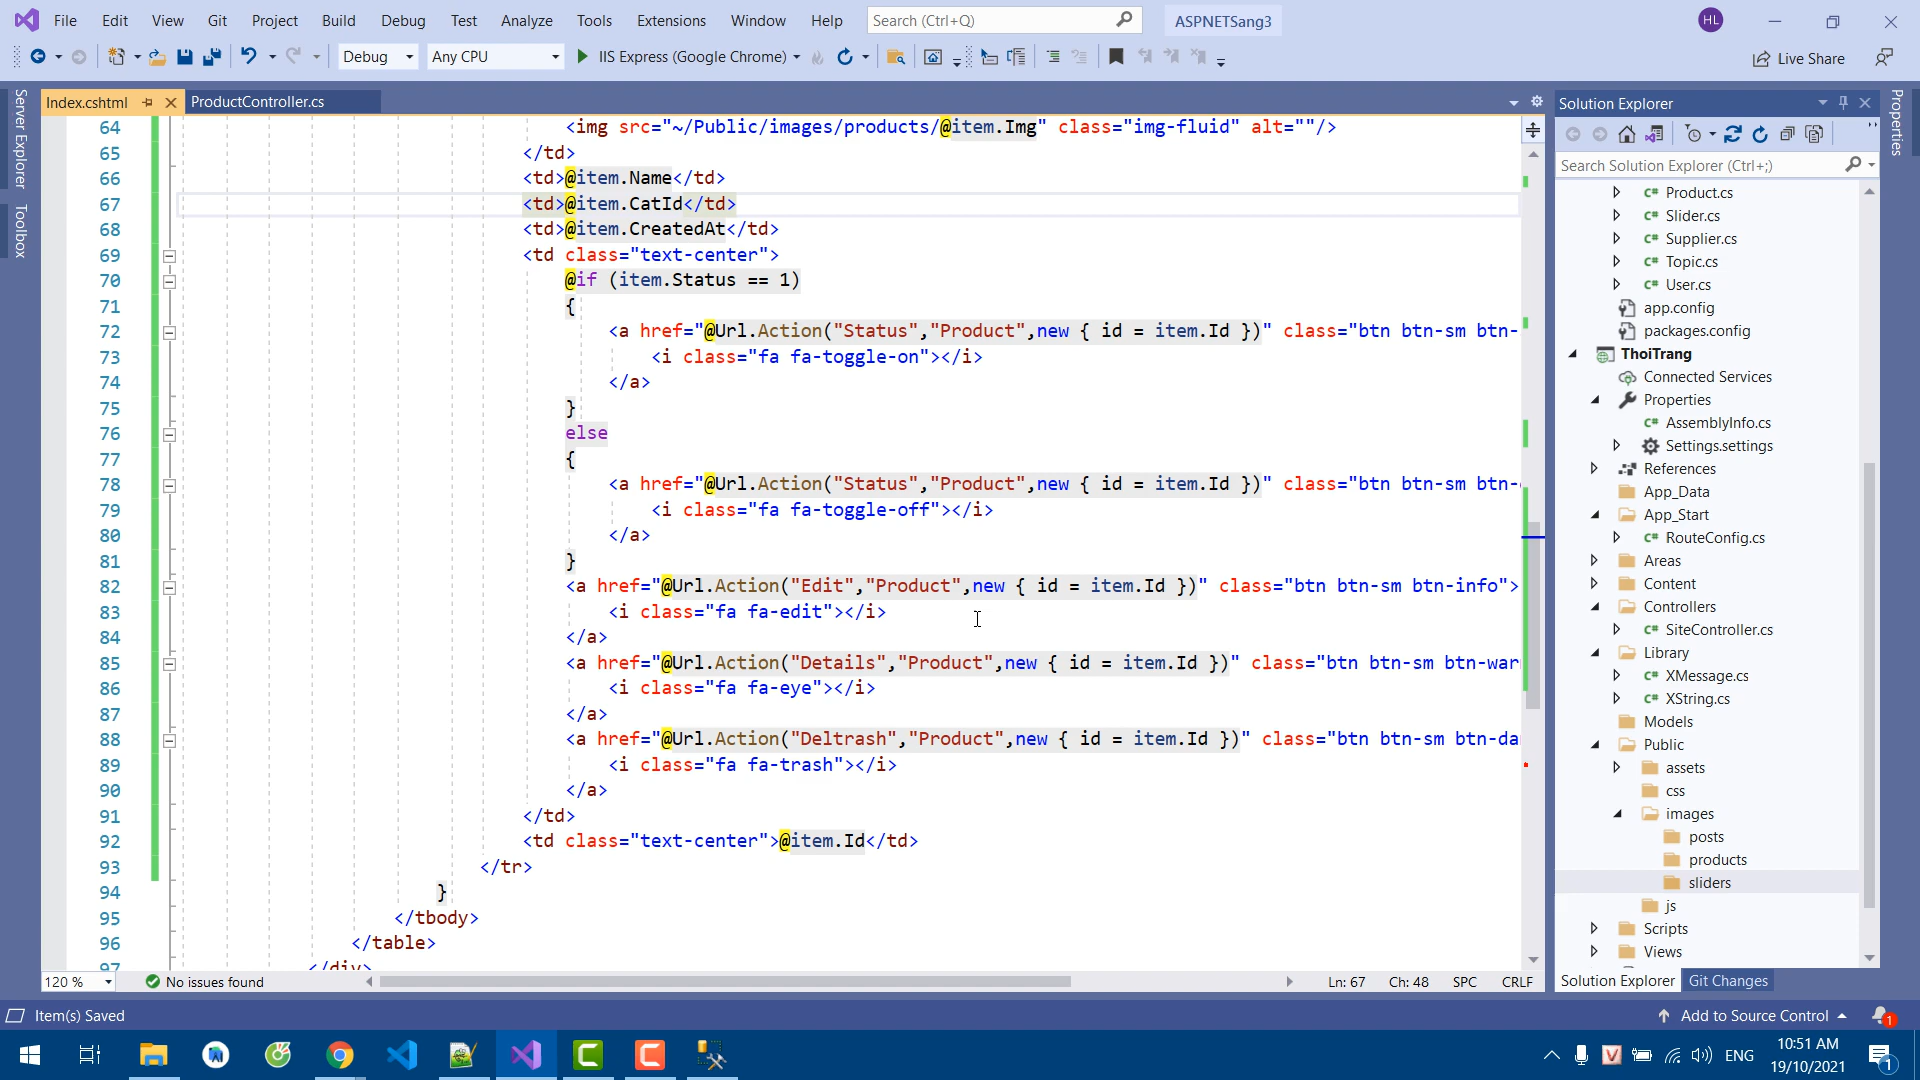 File Edit View Git Project Build Debug Test Analyze Tools Extensions Window Help Search (Ctrl+Q) ASPNETSang3 HL
Debug Any CPU IIS Express (Google Chrome) Live Share
Server Explorer
Toolbox
Index.cshtml ProductController.cs
64 <img src="~/Public/images/products/@item.Img" class="img-fluid" alt=""/>
65 </td>
66 <td>@item.Name</td>
67 <td>@item.CatId</td>
68 <td>@item.CreatedAt</td>
69 <td class="text-center">
70 @if (item.Status == 1)
71 {
72 <a href="@Url.Action("Status","Product",new { id = item.Id })" class="btn btn-sm btn-
73 <i class="fa fa-toggle-on"></i>
74 </a>
75 }
76 else
77 {
78 <a href="@Url.Action("Status","Product",new { id = item.Id })" class="btn btn-sm btn-
79 <i class="fa fa-toggle-off"></i>
80 </a>
81 }
82 <a href="@Url.Action("Edit","Product",new { id = item.Id })" class="btn btn-sm btn-info">
83 <i class="fa fa-edit"></i>
84 </a>
85 <a href="@Url.Action("Details","Product",new { id = item.Id })" class="btn btn-sm btn-war
86 <i class="fa fa-eye"></i>
87 </a>
88 <a href="@Url.Action("Deltrash","Product",new { id = item.Id })" class="btn btn-sm btn-da
89 <i class="fa fa-trash"></i>
90 </a>
91 </td>
92 <td class="text-center">@item.Id</td>
93 </tr>
94 }
95 </tbody>
96 </table>
97 </div>
120 % No issues found Ln: 67 Ch: 48 SPC CRLF
Solution Explorer
Search Solution Explorer (Ctrl+;)
C# Product.cs
C# Slider.cs
C# Supplier.cs
C# Topic.cs
C# User.cs
app.config
packages.config
ThoiTrang
Connected Services
Properties
C# AssemblyInfo.cs
Settings.settings
References
App_Data
App_Start
C# RouteConfig.cs
Areas
Content
Controllers
C# SiteController.cs
Library
C# XMessage.cs
C# XString.cs
Models
Public
assets
css
images
posts
products
sliders
js
Scripts
Views
Solution Explorer Git Changes
Properties
Item(s) Saved Add to Source Control 1
ENG 10:51 AM
19/10/2021 1